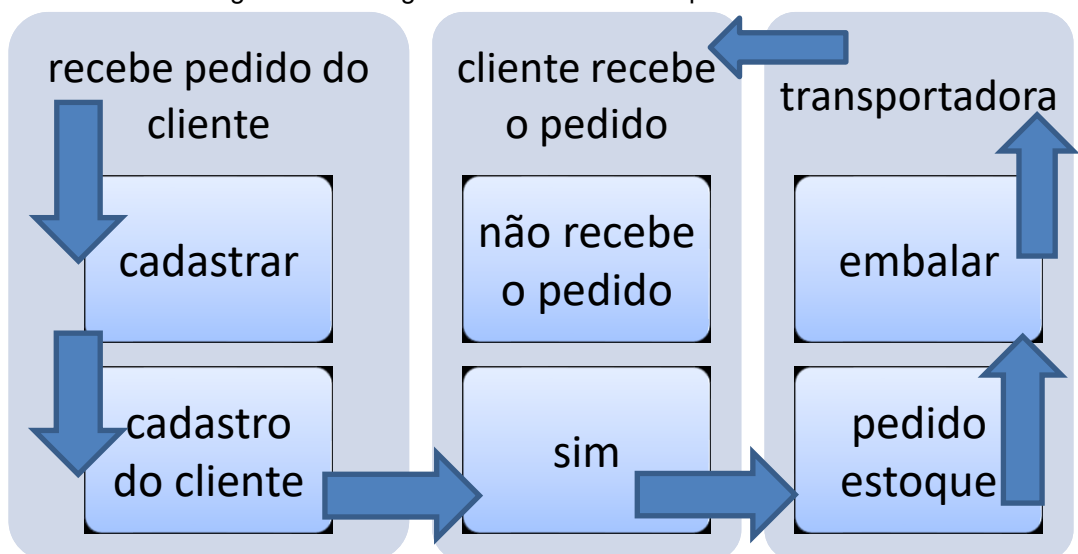 recebe pedido do
cliente
cadastrar
cadastro
do cliente
cliente recebe
o pedido
não recebe
o pedido
sim
transportadora
embalar
pedido
estoque